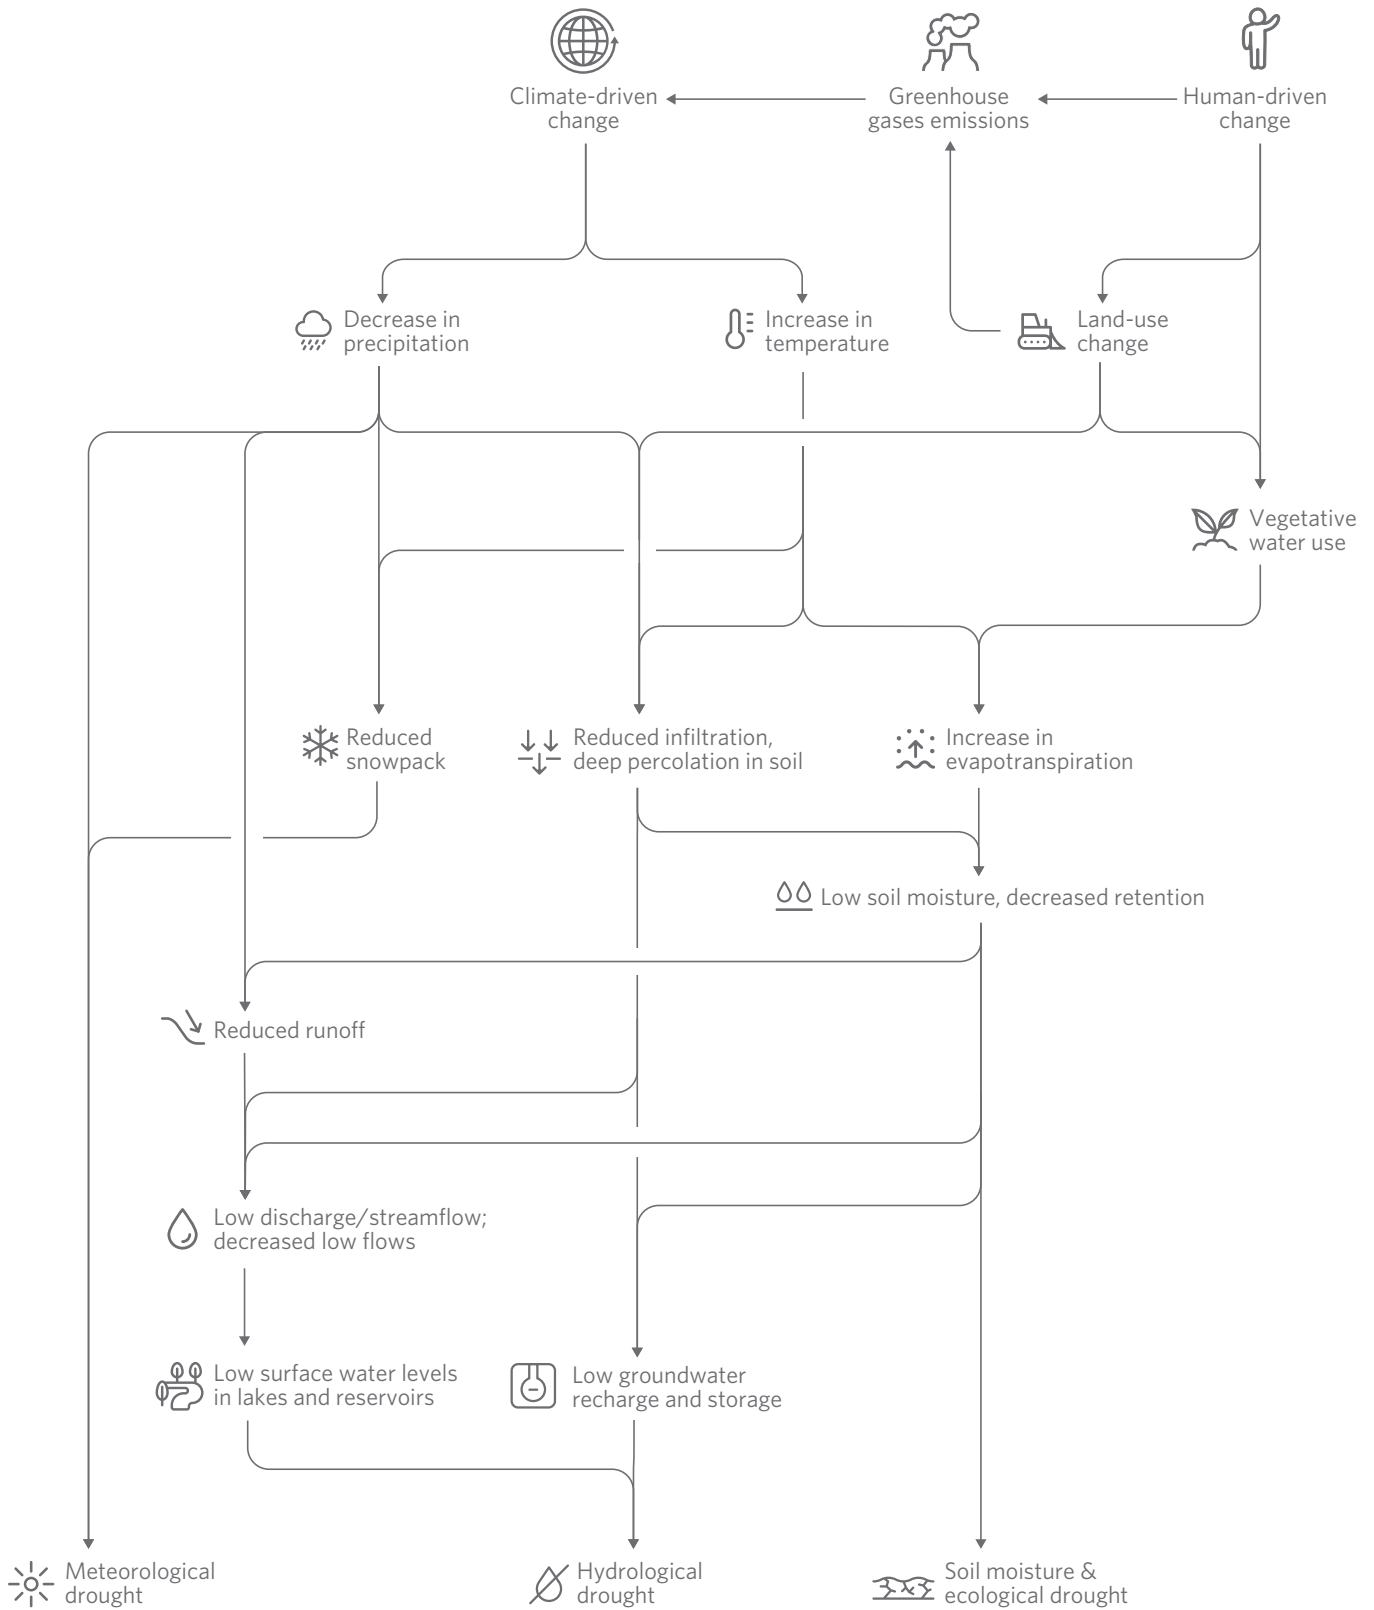 Climate-driven
change
Greenhouse
gases emissions
Human-driven
change
Decrease in
precipitation
Increase in
temperature
Land-use
change
Vegetative
water use
Reduced
snowpack
Reduced infiltration,
deep percolation in soil
Increase in
evapotranspiration
Low soil moisture, decreased retention
Reduced runoff
Low discharge/streamflow;
decreased low flows
Low surface water levels
in lakes and reservoirs
Low groundwater
recharge and storage
Meteorological
drought
Hydrological
drought
Soil moisture &
ecological drought